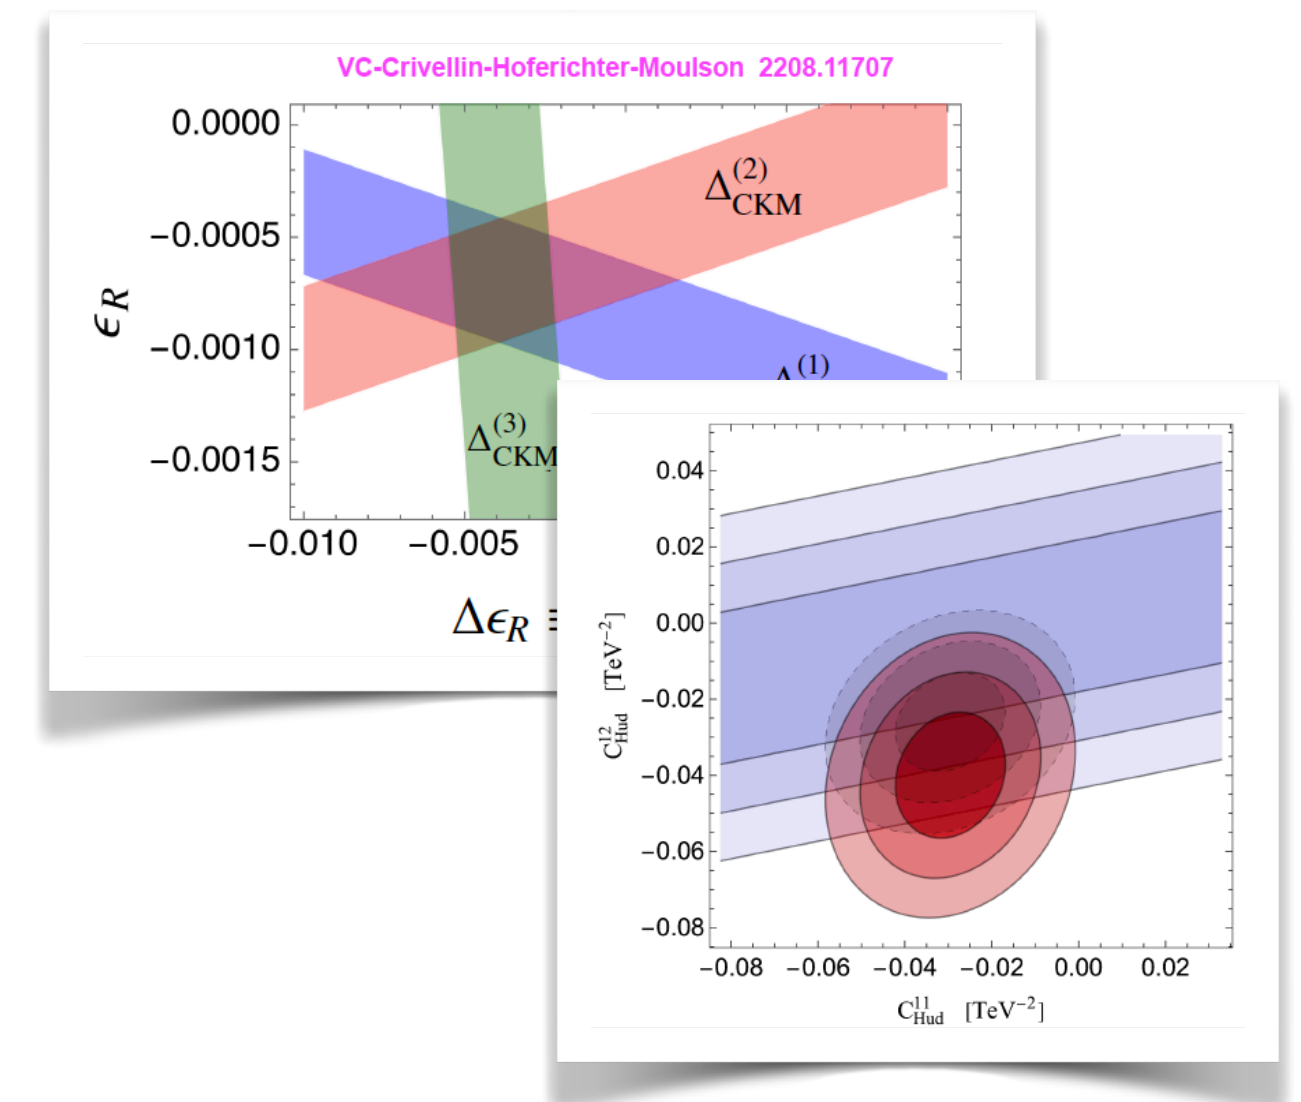 VC-Crivellin-Hoferichter-Moulson 2208.11707
0.0000
−0.0005
−0.0010
−0.0015
ϵR
Δ(2)CKM
Δ(1)
Δ(3)CKM
−0.010 −0.005
ΔϵR ≡
0.04
0.02
0.00
−0.02
−0.04
−0.06
−0.08
C12Hud [TeV−2]
−0.08 −0.06 −0.04 −0.02 0.00 0.02
C11Hud [TeV−2]